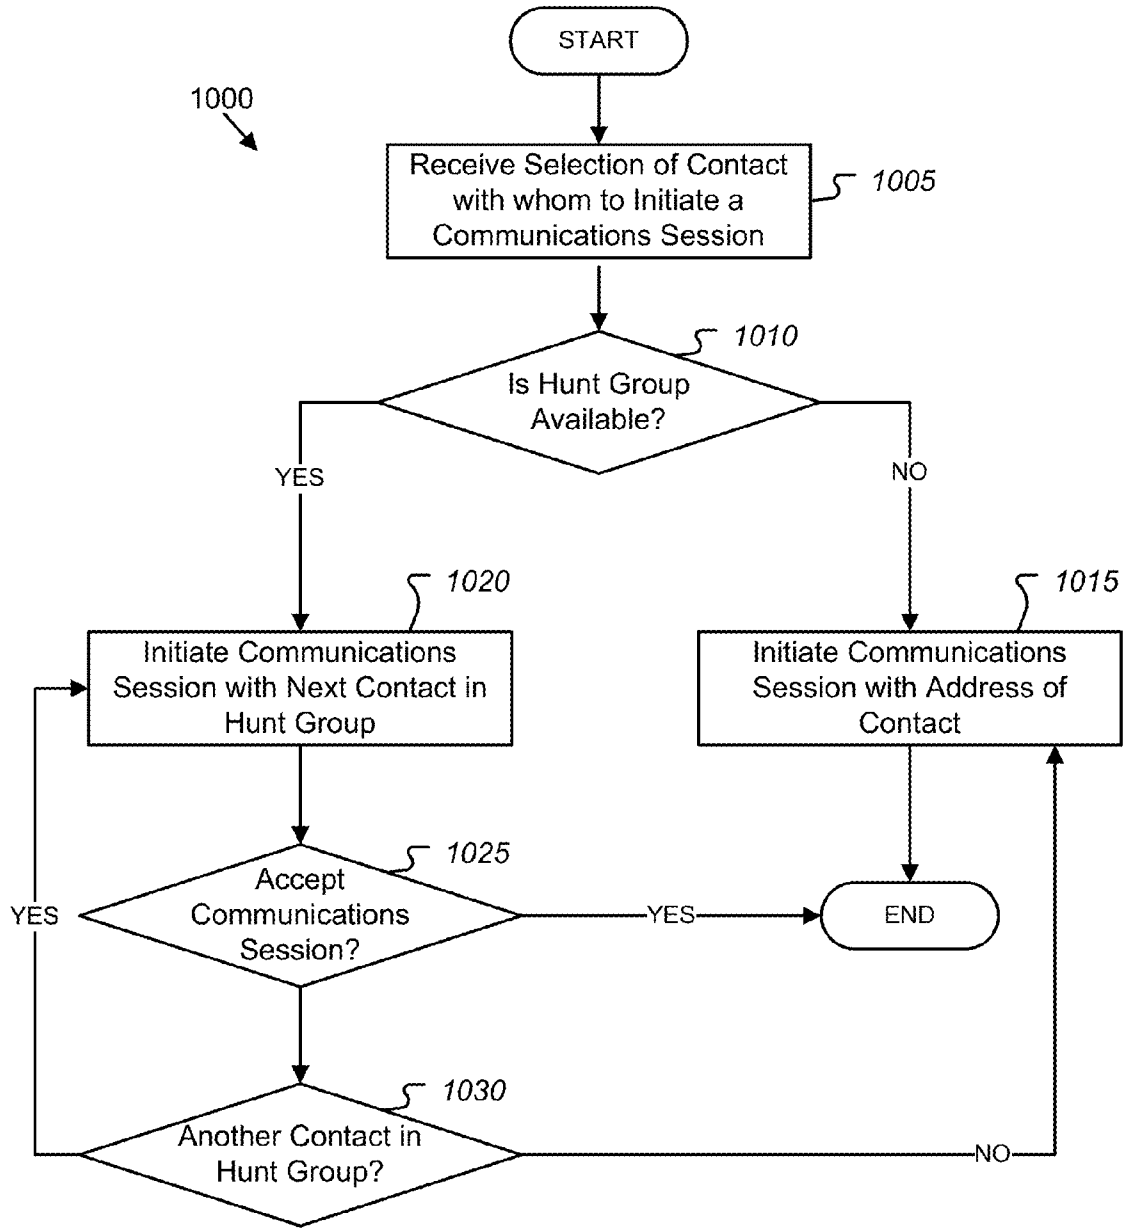 START
1000
Receive Selection of Contact
with whom to Initiate a
Communications Session
1005
1010
Is Hunt Group
Available?
YES
NO
1020
1015
Initiate Communications
Session with Next Contact in
Hunt Group
Initiate Communications
Session with Address of
Contact
1025
Accept
Communications
Session?
YES
YES
END
1030
Another Contact in
Hunt Group?
NO